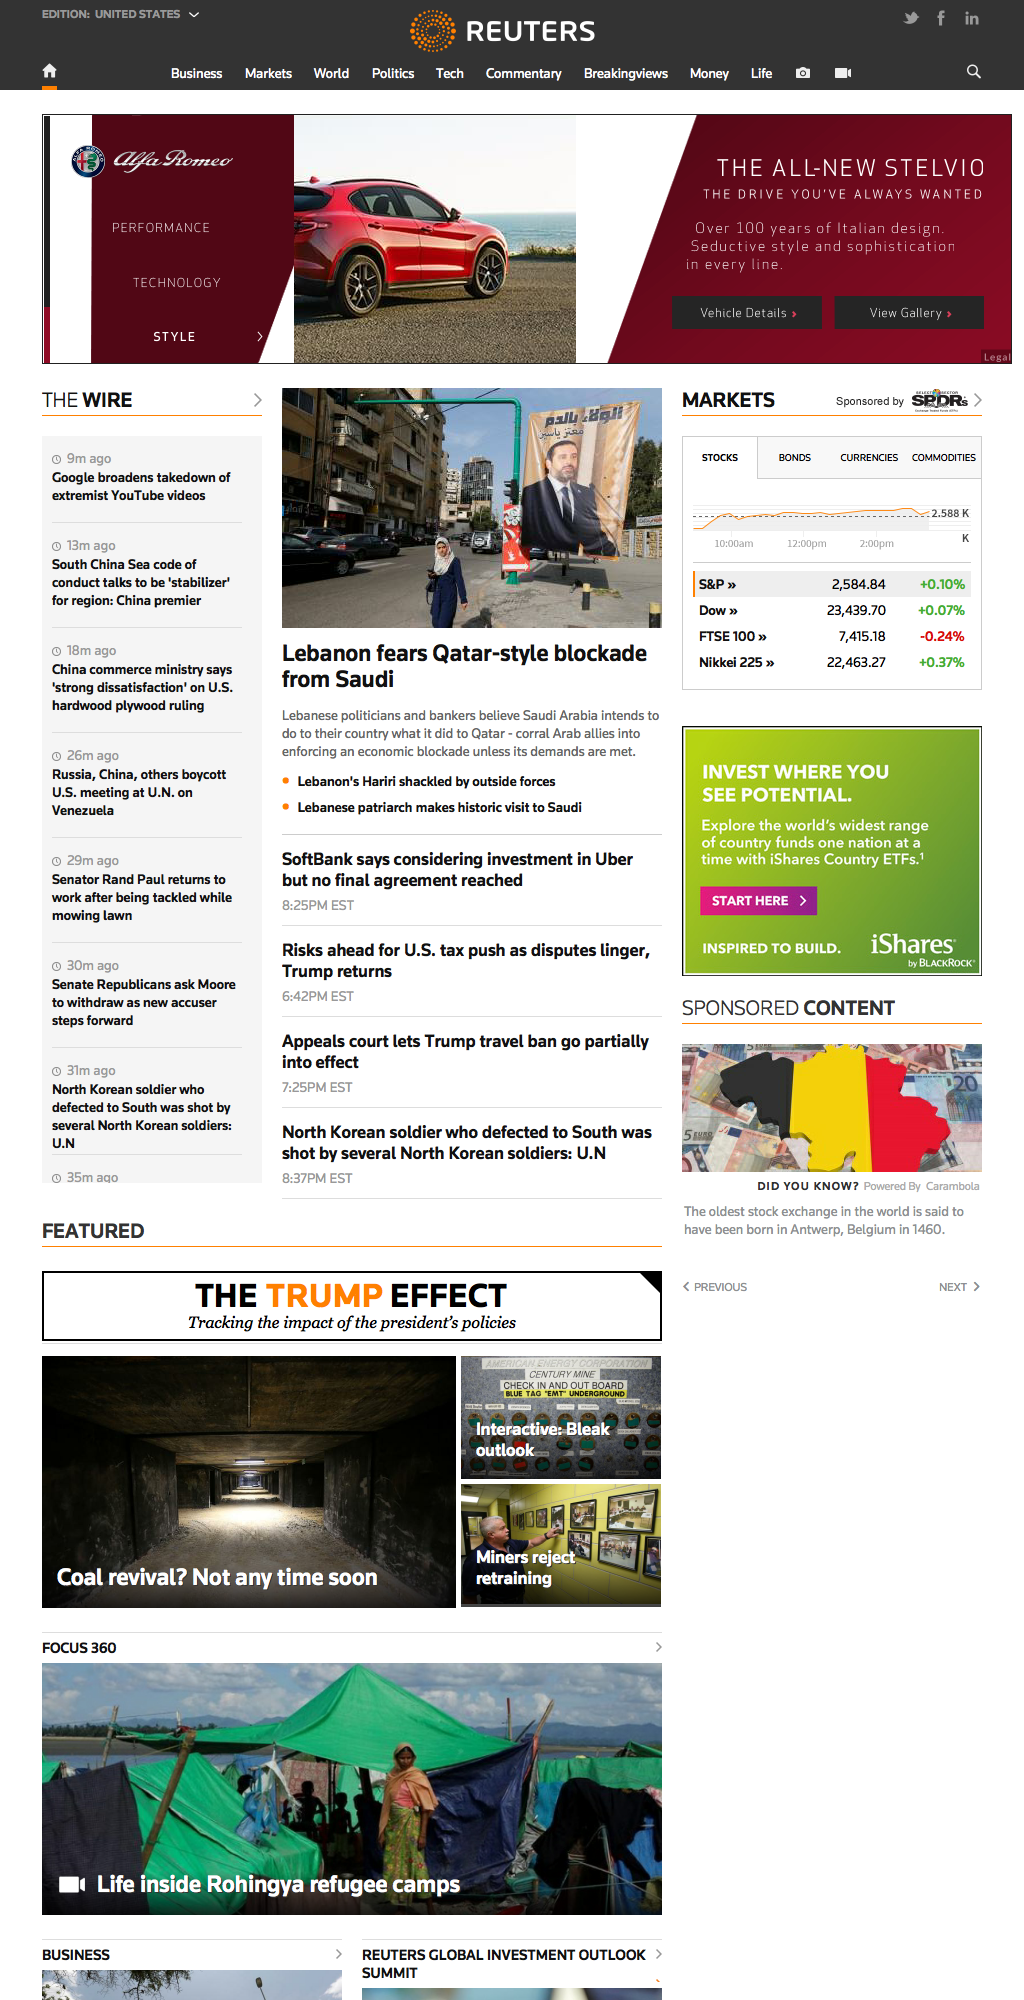 EDITION: UNITED STATES
REUTERS
Business Markets World Politics Tech Commentary Breakingviews Money Life
Alfa Romeo
PERFORMANCE
TECHNOLOGY
STYLE
THE ALL-NEW STELVIO
THE DRIVE YOU'VE ALWAYS WANTED
Over 100 years of Italian design.
Seductive style and sophistication
in every line.
Vehicle Details ›
View Gallery ›
Legal
THE WIRE
9m ago
Google broadens takedown of
extremist YouTube videos
13m ago
South China Sea code of
conduct talks to be 'stabilizer'
for region: China premier
18m ago
China commerce ministry says
'strong dissatisfaction' on U.S.
hardwood plywood ruling
26m ago
Russia, China, others boycott
U.S. meeting at U.N. on
Venezuela
29m ago
Senator Rand Paul returns to
work after being tackled while
mowing lawn
30m ago
Senate Republicans ask Moore
to withdraw as new accuser
steps forward
31m ago
North Korean soldier who
defected to South was shot by
several North Korean soldiers:
U.N
35m ago
الولاء بالدم
معتز ياسين
Lebanon fears Qatar-style blockade
from Saudi
Lebanese politicians and bankers believe Saudi Arabia intends to
do to their country what it did to Qatar - corral Arab allies into
enforcing an economic blockade unless its demands are met.
Lebanon's Hariri shackled by outside forces
Lebanese patriarch makes historic visit to Saudi
SoftBank says considering investment in Uber
but no final agreement reached
8:25PM EST
Risks ahead for U.S. tax push as disputes linger,
Trump returns
6:42PM EST
Appeals court lets Trump travel ban go partially
into effect
7:25PM EST
North Korean soldier who defected to South was
shot by several North Korean soldiers: U.N
8:37PM EST
MARKETS
Sponsored by
SPDRs
STOCKS BONDS CURRENCIES COMMODITIES
2.588 K
K
10:00am 12:00pm 2:00pm
S&P » 2,584.84 +0.10%
Dow » 23,439.70 +0.07%
FTSE 100 » 7,415.18 -0.24%
Nikkei 225 » 22,463.27 +0.37%
INVEST WHERE YOU
SEE POTENTIAL.
Explore the world's widest range
of country funds one nation at a
time with iShares Country ETFs.¹
START HERE
INSPIRED TO BUILD.
iShares®
by BLACKROCK®
SPONSORED CONTENT
20
5 EURO
DID YOU KNOW? Powered By Carambola
The oldest stock exchange in the world is said to
have been born in Antwerp, Belgium in 1460.
PREVIOUS
NEXT
FEATURED
THE TRUMP EFFECT
Tracking the impact of the president's policies
Coal revival? Not any time soon
AMERICAN ENERGY CORPORATION
CENTURY MINE
CHECK IN AND OUT BOARD
BLUE TAG "EMT" UNDERGROUND
Interactive: Bleak
outlook
Miners reject
retraining
FOCUS 360
Life inside Rohingya refugee camps
BUSINESS
REUTERS GLOBAL INVESTMENT OUTLOOK
SUMMIT